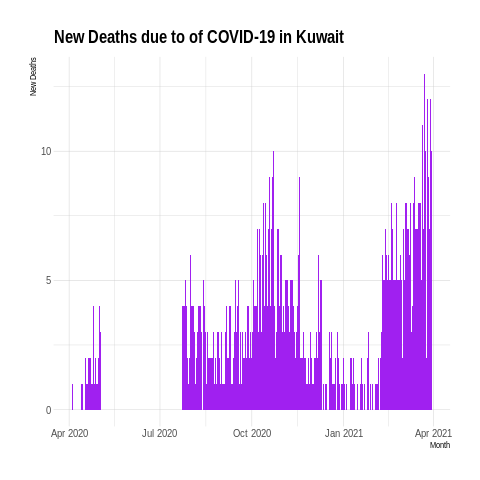 New Deaths due to of COVID-19 in Kuwait
New Deaths
10
5
0
Apr 2020 Jul 2020 Oct 2020 Jan 2021 Apr 2021
Month